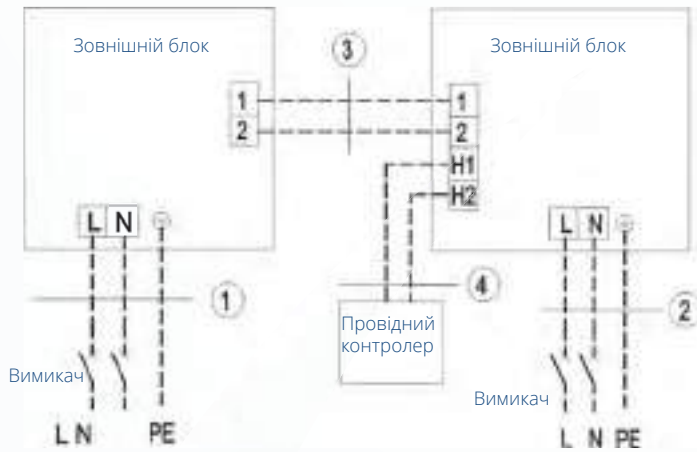 Зовнішній блок
3
Зовнішній блок
1
2
1
2
H1
H2
L N
L N
1
4
2
Провідний
контролер
Вимикач
Вимикач
L N PE
L N PE